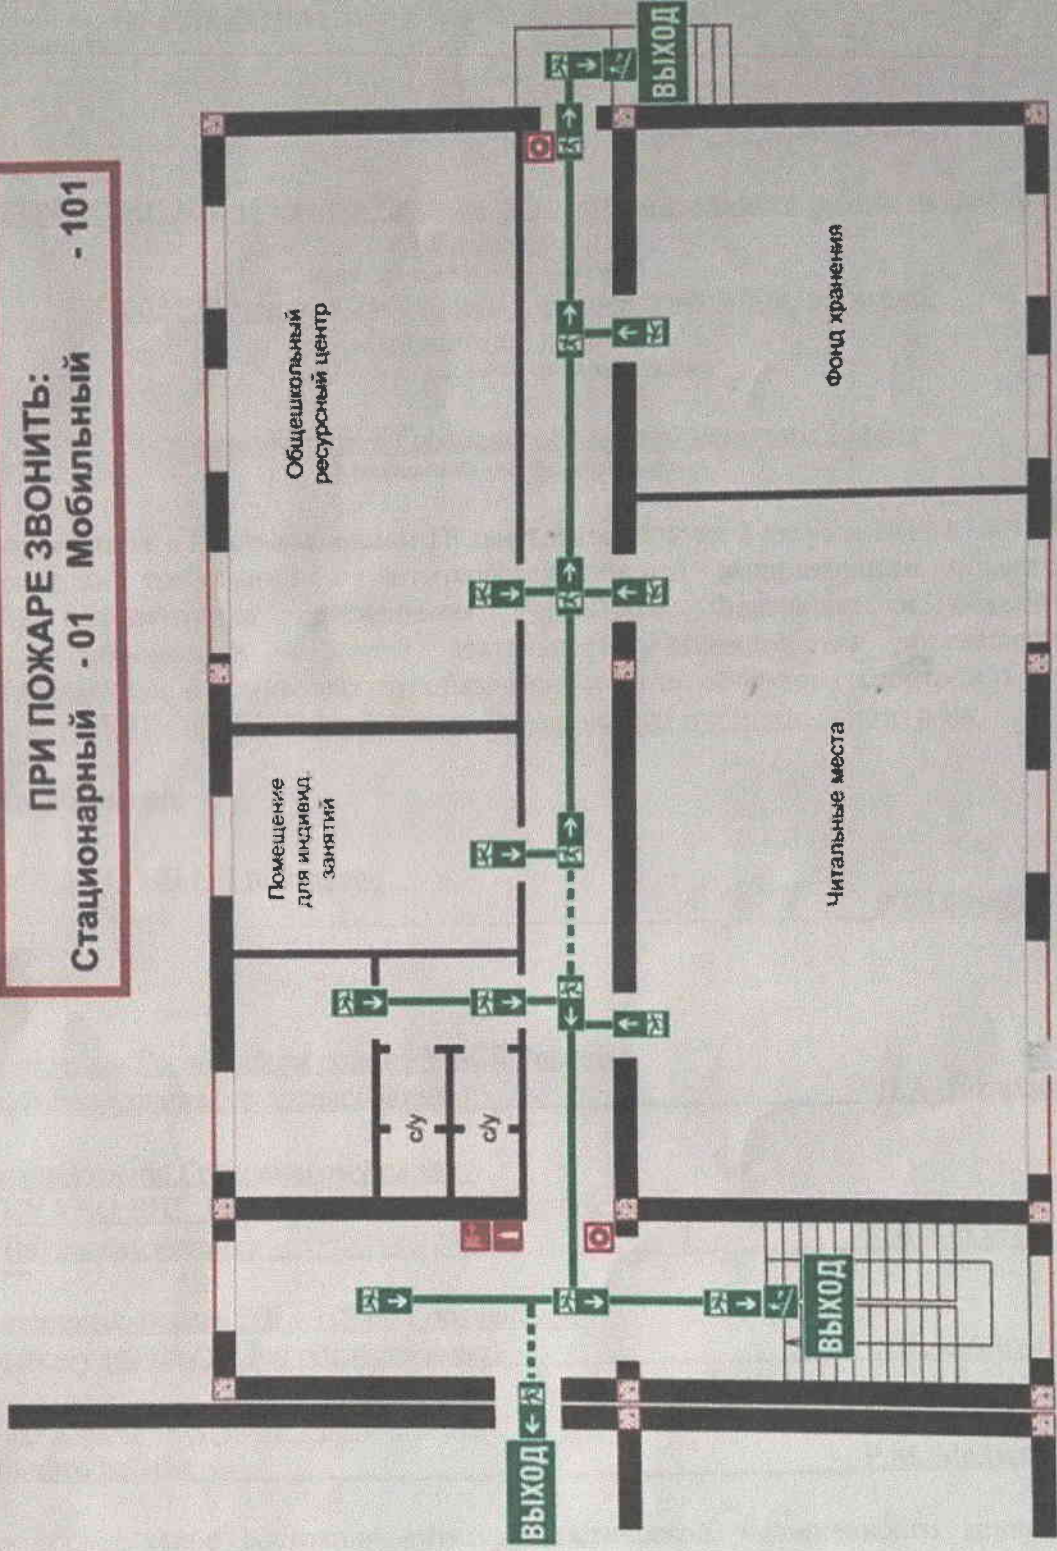 ПРИ ПОЖАРЕ ЗВОНИТЬ:
Стационарный - 01 Мобильный - 101
ВЫХОД
Общешкольный
ресурсный центр
Помещение
для индивид.
занятий
с/у
с/у
Фонд хранения
Читальные места
ВЫХОД
ВЫХОД